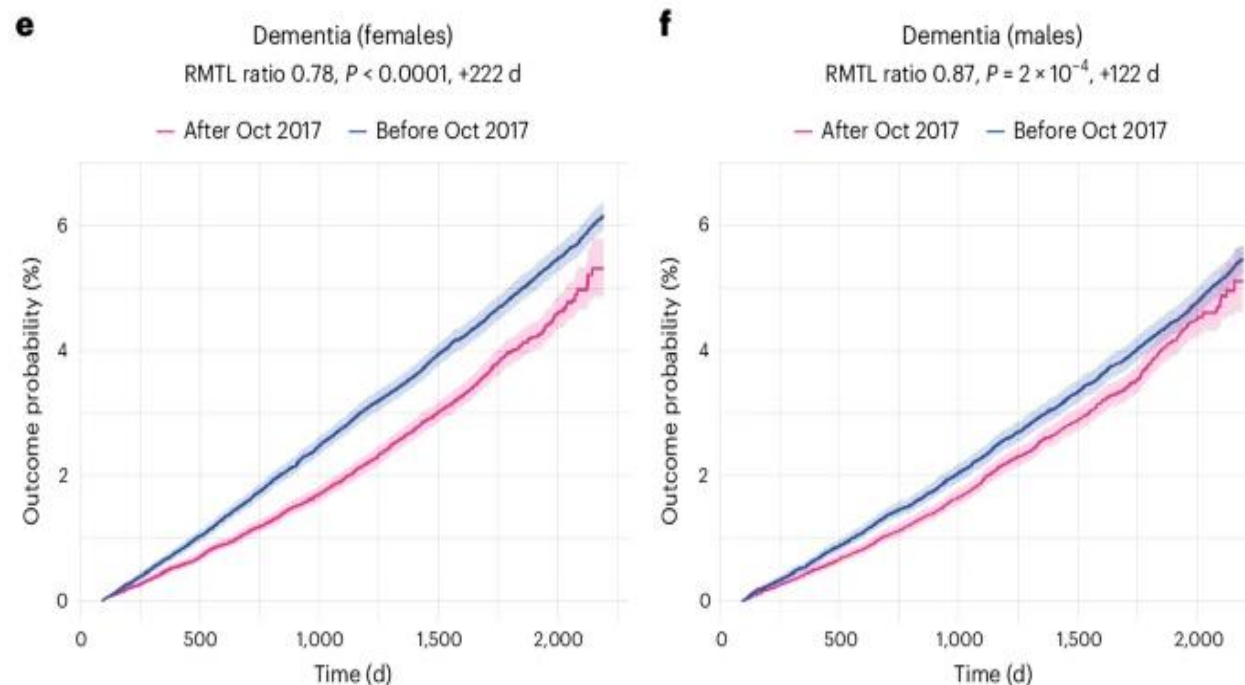 e
Dementia (females)
RMTL ratio 0.78, P < 0.0001, +222 d
After Oct 2017 Before Oct 2017
Outcome probability (%)
6
4
2
0
0 500 1,000 1,500 2,000
Time (d)
f
Dementia (males)
RMTL ratio 0.87, P = 2 × 10⁻⁴, +122 d
After Oct 2017 Before Oct 2017
Outcome probability (%)
6
4
2
0
0 500 1,000 1,500 2,000
Time (d)